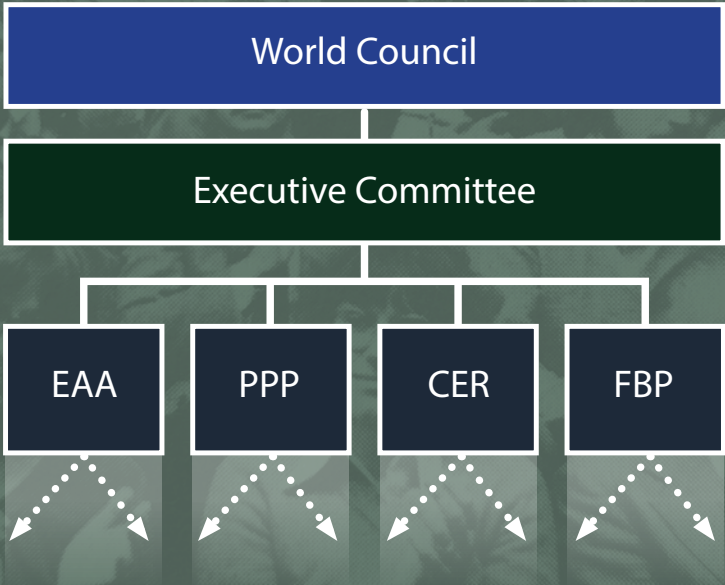 World Council
Executive Committee
EAA
PPP
CER
FBP